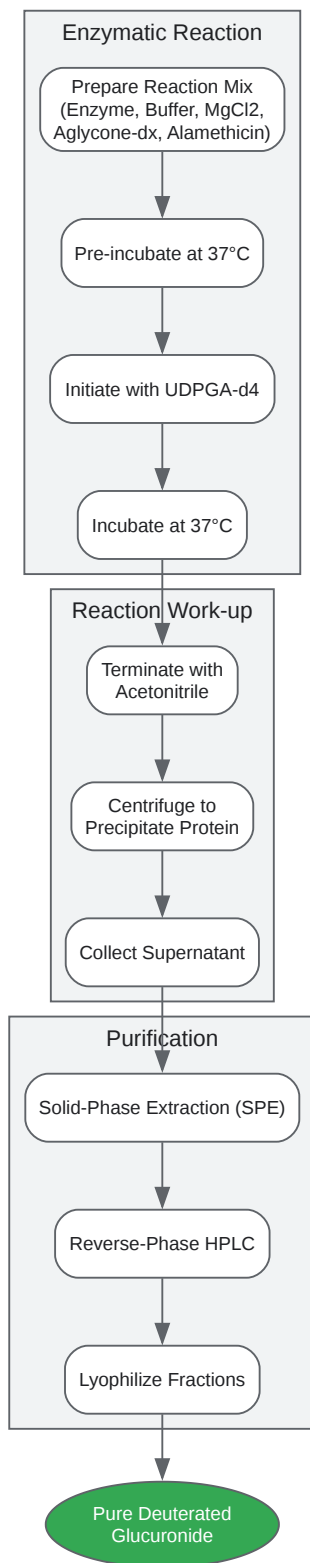 Enzymatic Reaction
Prepare Reaction Mix
(Enzyme, Buffer, MgCl2,
Aglycone-dx, Alamethicin)
Pre-incubate at 37°C
Initiate with UDPGA-d4
Incubate at 37°C
Reaction Work-up
Terminate with
Acetonitrile
Centrifuge to
Precipitate Protein
Collect Supernatant
Purification
Solid-Phase Extraction (SPE)
Reverse-Phase HPLC
Lyophilize Fractions
Pure Deuterated
Glucuronide